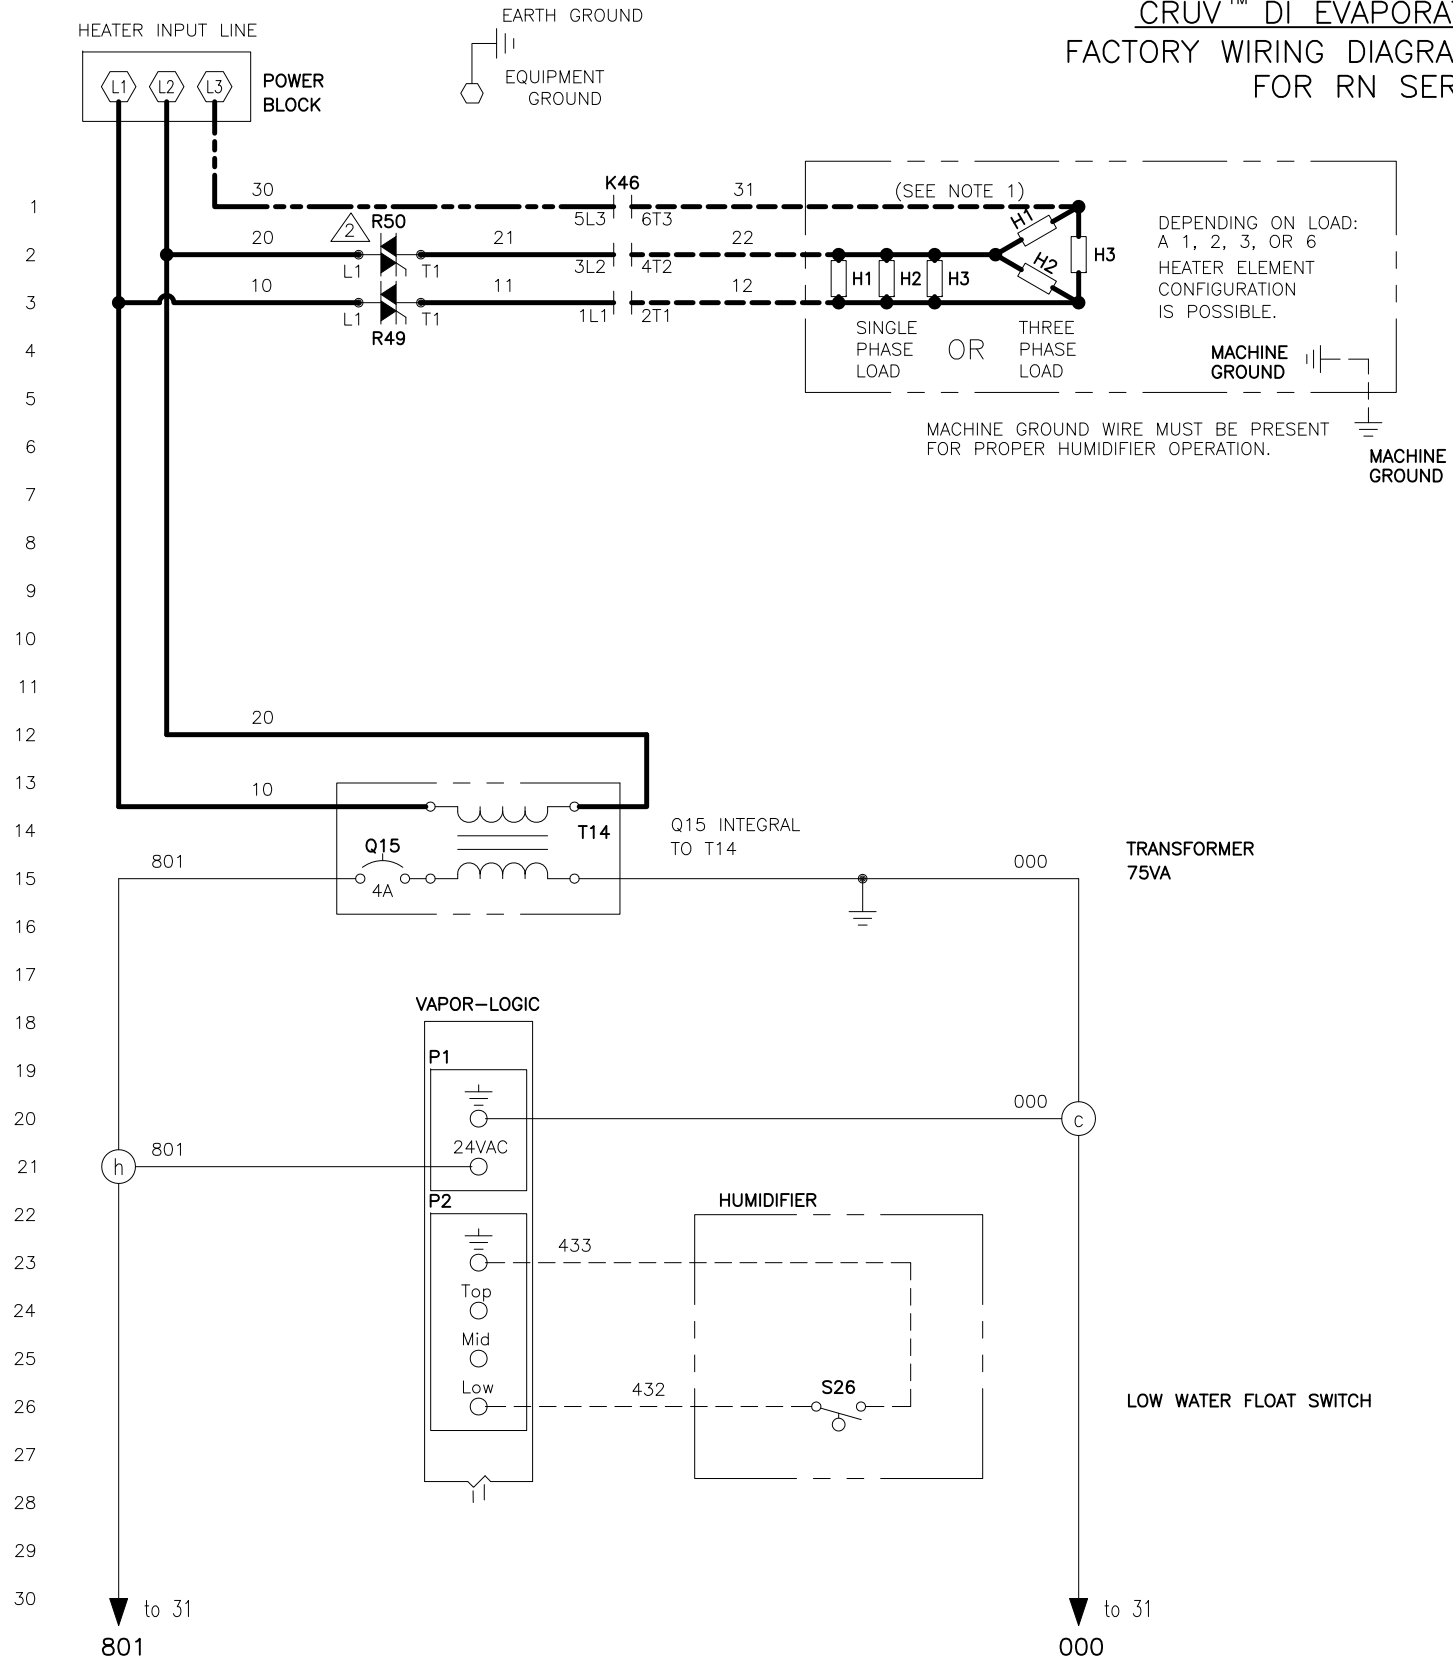 CRUV™ DI EVAPORAT
FACTORY WIRING DIAGRA
FOR RN SER
EARTH GROUND
HEATER INPUT LINE
EQUIPMENT
GROUND
L1 L2 L3
POWER
BLOCK
1 30 K46 31 (SEE NOTE 1)
5L3 6T3
2 R50 H1
DEPENDING ON LOAD:
A 1, 2, 3, OR 6
HEATER ELEMENT
CONFIGURATION
IS POSSIBLE.
2 20 21 22
L1 T1 3L2 4T2 H2 H3
H1 H2 H3
3 10 11 12
L1 T1 1L1 2T1
R49
SINGLE
PHASE
LOAD
OR
THREE
PHASE
LOAD
4
MACHINE
GROUND
5
MACHINE GROUND WIRE MUST BE PRESENT
FOR PROPER HUMIDIFIER OPERATION.
6
MACHINE
GROUND
7
8
9
10
11
20
12
13
10
14 T14
Q15 INTEGRAL
TO T14
Q15
TRANSFORMER
75VA
801 000
15 4A
16
17
VAPOR-LOGIC
18
P1
19
000
20 c
24VAC
801
21 h
P2
22 HUMIDIFIER
433
23
Top
24
Mid
25
Low 432 S26
26
LOW WATER FLOAT SWITCH
27
28
29
30
to 31 to 31
801 000